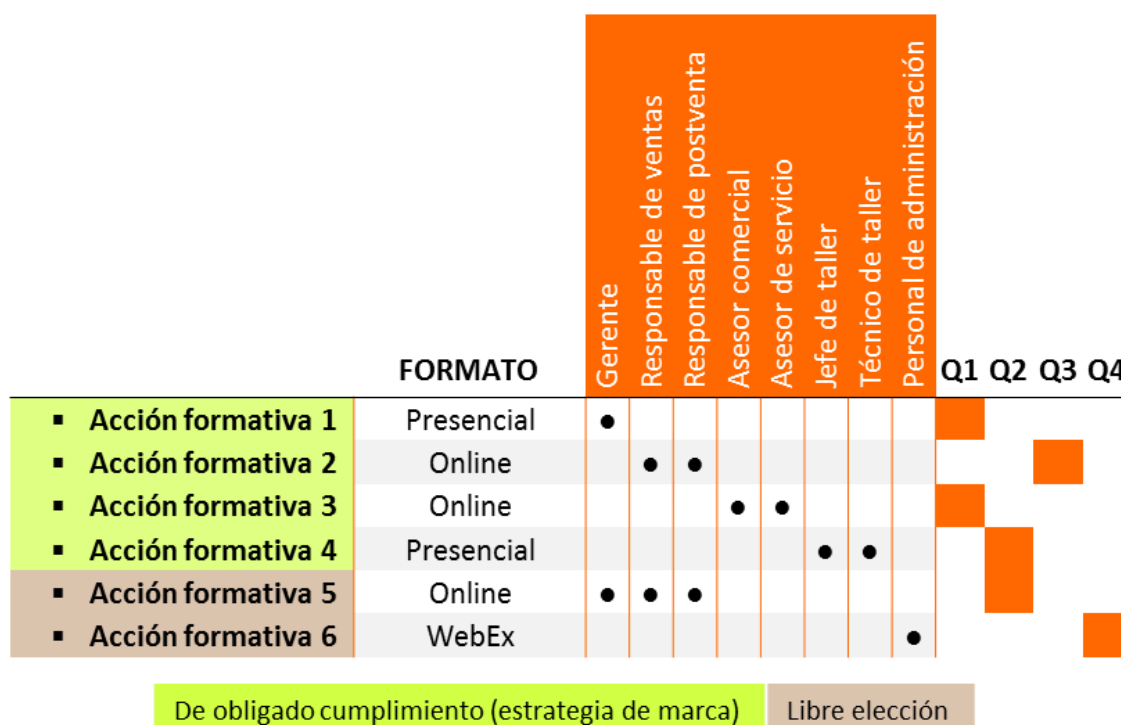 Gerente
Responsable de ventas
Responsable de postventa
Asesor comercial
Asesor de servicio
Jefe de taller
Técnico de taller
Personal de administración
FORMATO Q1 Q2 Q3 Q4
▪ Acción formativa 1 Presencial ●
▪ Acción formativa 2 Online ● ●
▪ Acción formativa 3 Online ● ●
▪ Acción formativa 4 Presencial ● ●
▪ Acción formativa 5 Online ● ● ●
▪ Acción formativa 6 WebEx ●
De obligado cumplimiento (estrategia de marca) Libre elección